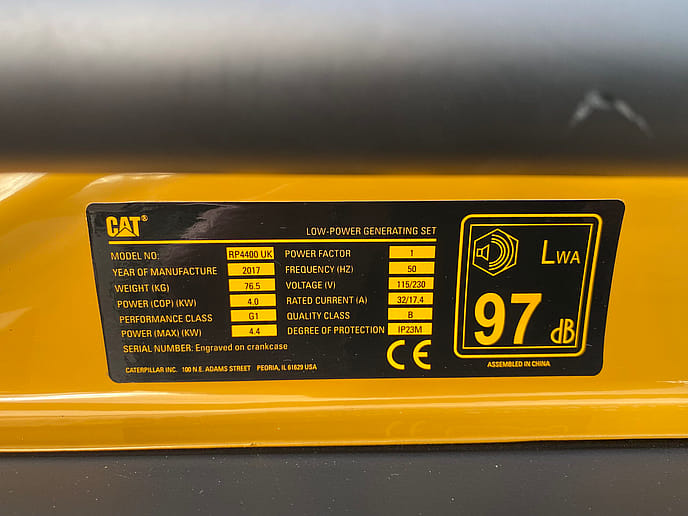 CAT®
LOW-POWER GENERATING SET
MODEL NO: RP4400 UK
YEAR OF MANUFACTURE 2017
WEIGHT (KG) 76.5
POWER (COP) (KW) 4.0
PERFORMANCE CLASS G1
POWER (MAX) (KW) 4.4
SERIAL NUMBER: Engraved on crankcase
POWER FACTOR 1
FREQUENCY (HZ) 50
VOLTAGE (V) 115/230
RATED CURRENT (A) 32/17.4
QUALITY CLASS B
DEGREE OF PROTECTION IP23M
CE
CATERPILLAR INC. 100 N.E. ADAMS STREET PEORIA, IL 61629 USA
LWA
97 dB
ASSEMBLED IN CHINA